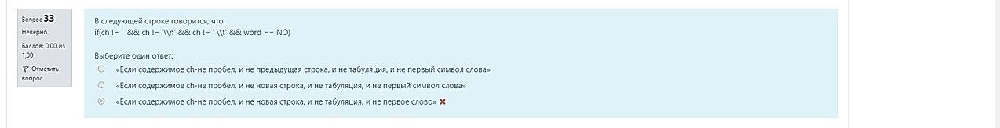 Вопрос 33
Неверно
Баллов: 0,00 из
1,00
Отметить
вопрос
В следующей строке говорится, что:
if(ch != ' '&& ch != '\\n' && ch != ' \\t' && word == NO)
Выберите один ответ:
«Если содержимое ch-не пробел, и не предыдущая строка, и не табуляция, и не первый символ слова»
«Если содержимое ch-не пробел, и не новая строка, и не табуляция, и не первый символ слова»
«Если содержимое ch-не пробел, и не новая строка, и не табуляция, и не первое слово»